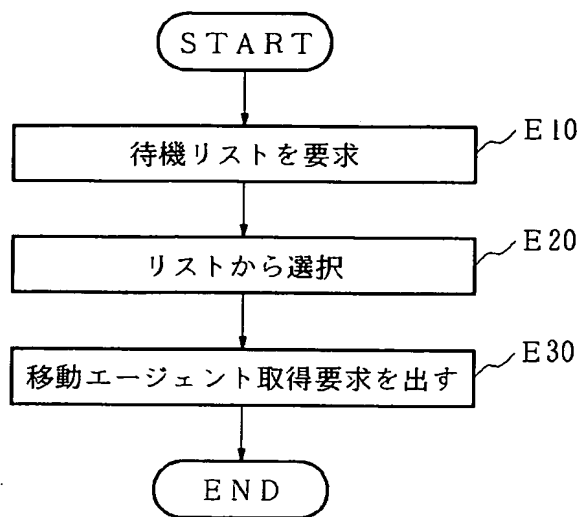 START
待機リストを要求
E10
リストから選択
E20
移動エージェント取得要求を出す
E30
END